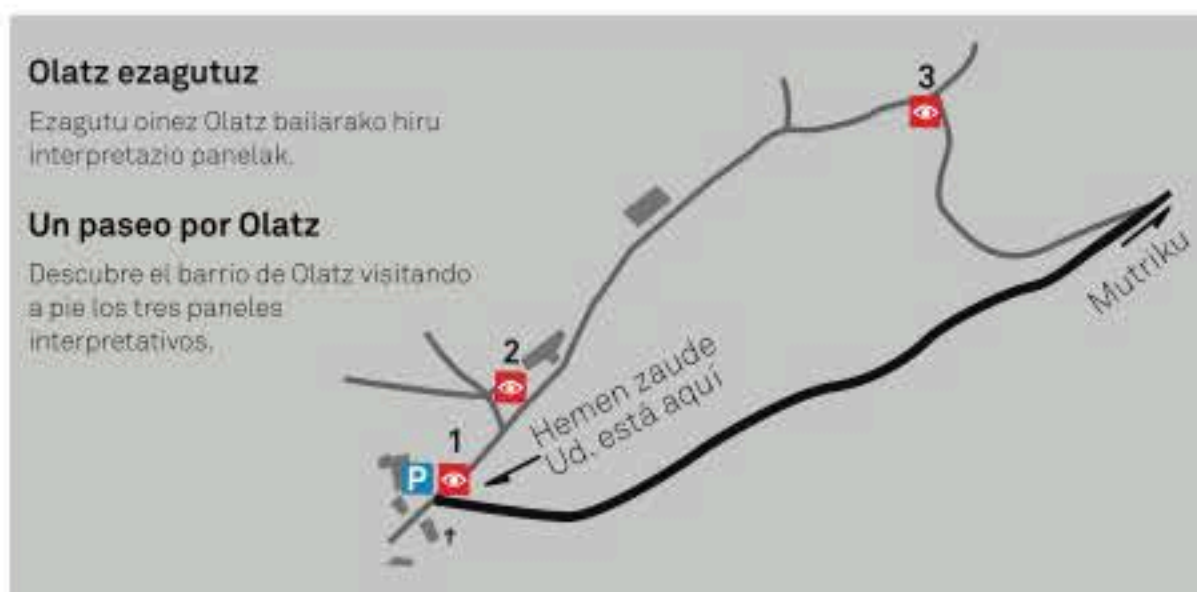 Olatz ezagutuz
Ezagutu oinez Olatz bailarako hiru
interpretazio panelak.
Un paseo por Olatz
Descubre el barrio de Olatz visitando
a pie los tres paneles
interpretativos.
3
Mutriku
2
Hemen zaude
Ud. está aquí
1
P